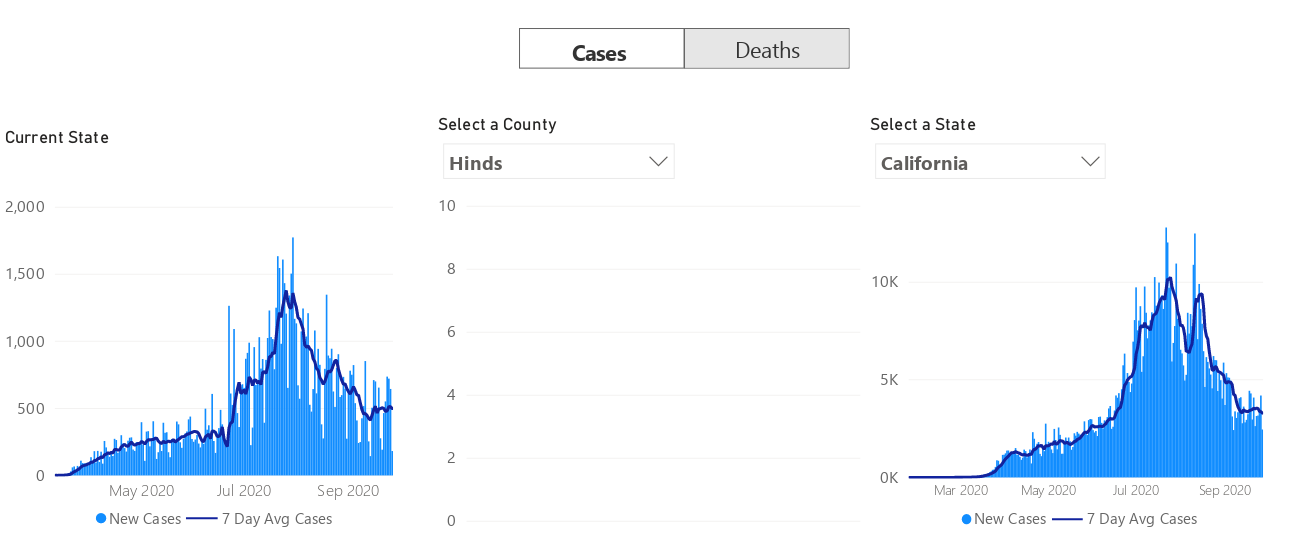 Cases
Deaths
Current State
2,000
1,500
1,000
500
0
May 2020
Jul 2020
Sep 2020
New Cases
7 Day Avg Cases
Select a County
Hinds
10
8
6
4
2
0
Select a State
California
10K
5K
0K
Mar 2020
May 2020
Jul 2020
Sep 2020
New Cases
7 Day Avg Cases